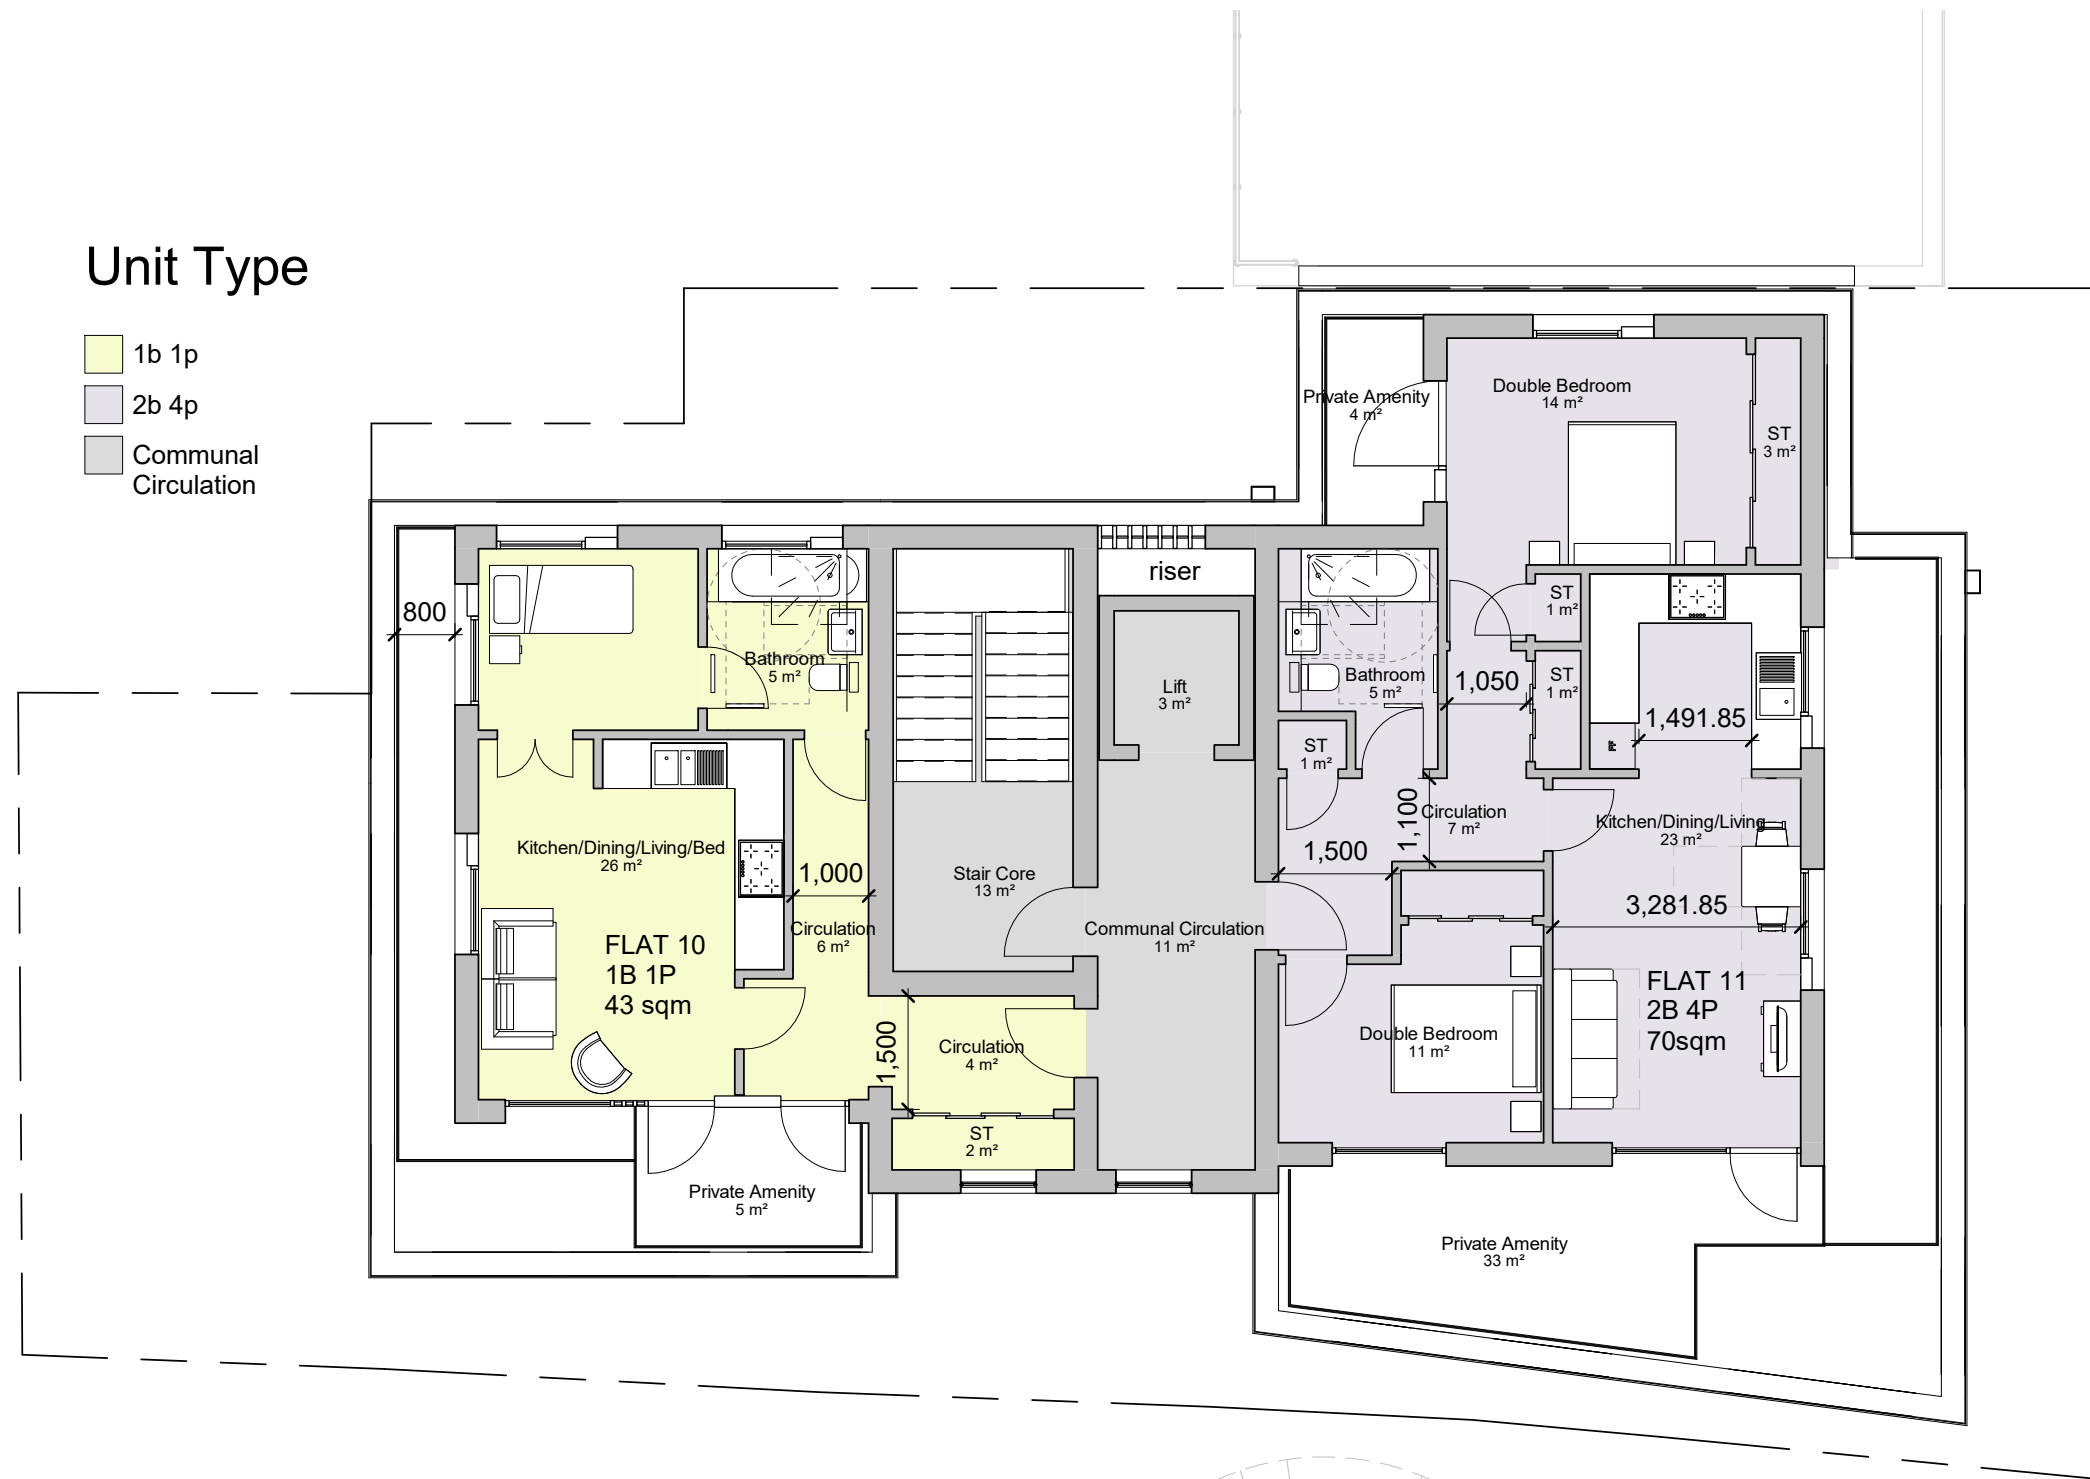 Unit Type
1b 1p
2b 4p
Communal
Circulation
Private Amenity
4 m²
Double Bedroom
14 m²
ST
3 m²
800
riser
Bathroom
5 m²
Lift
3 m²
Bathroom
5 m²
1,050
ST
1 m²
ST
1 m²
1,491.85
FF
ST
1 m²
Kitchen/Dining/Living/Bed
26 m²
1,000
Stair Core
13 m²
1,500
1,100
Circulation
7 m²
Kitchen/Dining/Living
23 m²
3,281.85
Circulation
6 m²
Communal Circulation
11 m²
FLAT 10
1B 1P
43 sqm
FLAT 11
2B 4P
70sqm
1,500
Circulation
4 m²
Double Bedroom
11 m²
ST
2 m²
Private Amenity
5 m²
Private Amenity
33 m²